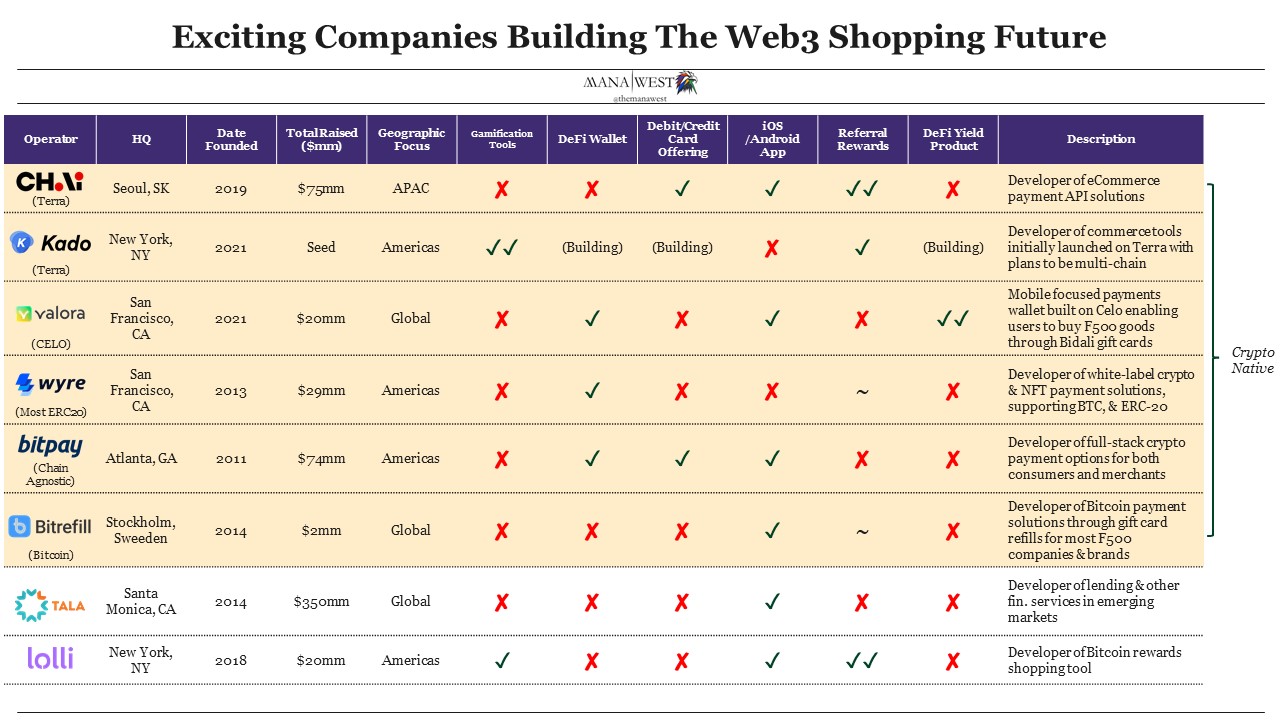 Exciting Companies Building The Web3 Shopping Future
MANA WEST
@themanawest
Operator
HQ
Date
Founded
Total Raised
($mm)
Geographic
Focus
Gamification
Tools
DeFi Wallet
Debit/Credit
Card
Offering
iOS
/Android
App
Referral
Rewards
DeFi Yield
Product
Description
CHAi
(Terra)
Seoul, SK
2019
$75mm
APAC
✗
✗
✓
✓
✓✓
✗
Developer of eCommerce
payment API solutions
Kado
(Terra)
New York,
NY
2021
Seed
Americas
✓✓
(Building)
(Building)
✗
✓
(Building)
Developer of commerce tools
initially launched on Terra with
plans to be multi-chain
valora
(CELO)
San
Francisco,
CA
2021
$20mm
Global
✗
✓
✗
✓
✗
✓✓
Mobile focused payments
wallet built on Celo enabling
users to buy F500 goods
through Bidali gift cards
wyre
(Most ERC20)
San
Francisco,
CA
2013
$29mm
Americas
✗
✓
✗
✗
~
✗
Developer of white-label crypto
& NFT payment solutions,
supporting BTC, & ERC-20
bitpay
(Chain
Agnostic)
Atlanta, GA
2011
$74mm
Americas
✗
✓
✓
✓
✗
✗
Developer of full-stack crypto
payment options for both
consumers and merchants
Bitrefill
(Bitcoin)
Stockholm,
Sweeden
2014
$2mm
Global
✗
✗
✗
✓
~
✗
Developer of Bitcoin payment
solutions through gift card
refills for most F500
companies & brands
TALA
Santa
Monica, CA
2014
$350mm
Global
✗
✗
✗
✓
✗
✗
Developer of lending & other
fin. services in emerging
markets
lolli
New York,
NY
2018
$20mm
Americas
✓
✗
✗
✓
✓✓
✗
Developer of Bitcoin rewards
shopping tool
Crypto
Native